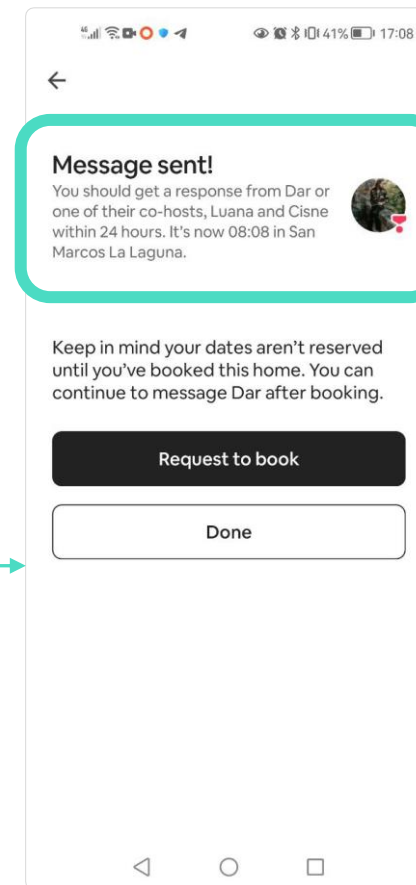 41% 17:08
Message sent!
You should get a response from Dar or
one of their co-hosts, Luana and Cisne
within 24 hours. It's now 08:08 in San
Marcos La Laguna.
Keep in mind your dates aren't reserved
until you've booked this home. You can
continue to message Dar after booking.
Request to book
Done